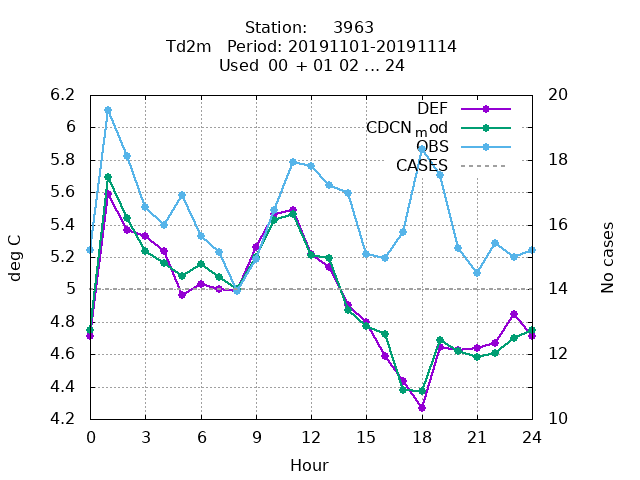 Station: 3963
Td2m Period: 20191101-20191114
Used 00 + 01 02 ... 24
6.2
6
5.8
5.6
5.4
5.2
5
4.8
4.6
4.4
4.2
20
18
16
14
12
10
DEF
CDCN_mod
OBS
CASES
deg C
No cases
0 3 6 9 12 15 18 21 24
Hour